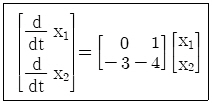 [d/dt x₁; d/dt x₂] = [0 1; −3 −4] [x₁; x₂]